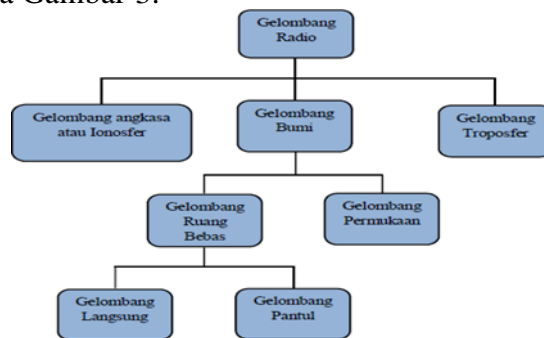 a Gambar 3.
Gelombang
Radio
Gelombang angkasa
atau Ionosfer
Gelombang
Bumi
Gelombang
Troposfer
Gelombang
Ruang
Bebas
Gelombang
Permukaan
Gelombang
Langsung
Gelombang
Pantul